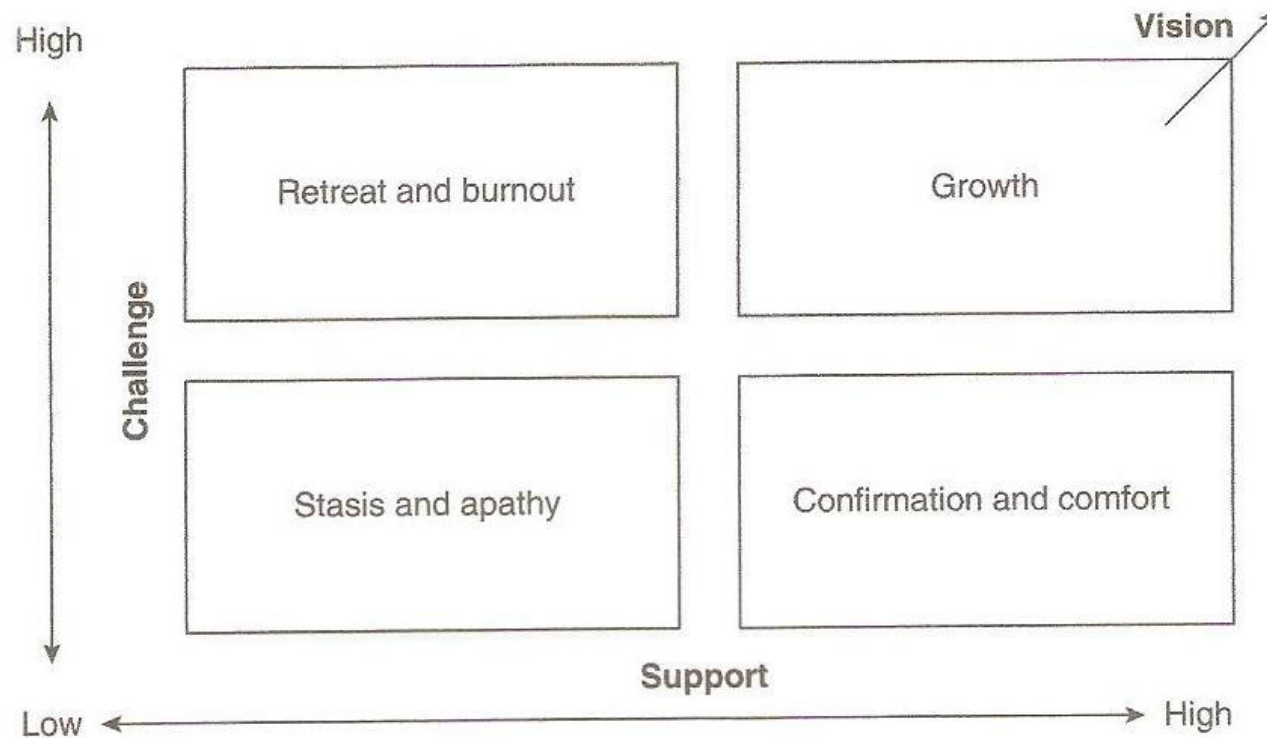 High
Vision
Retreat and burnout
Growth
Challenge
Stasis and apathy
Confirmation and comfort
Support
Low
High